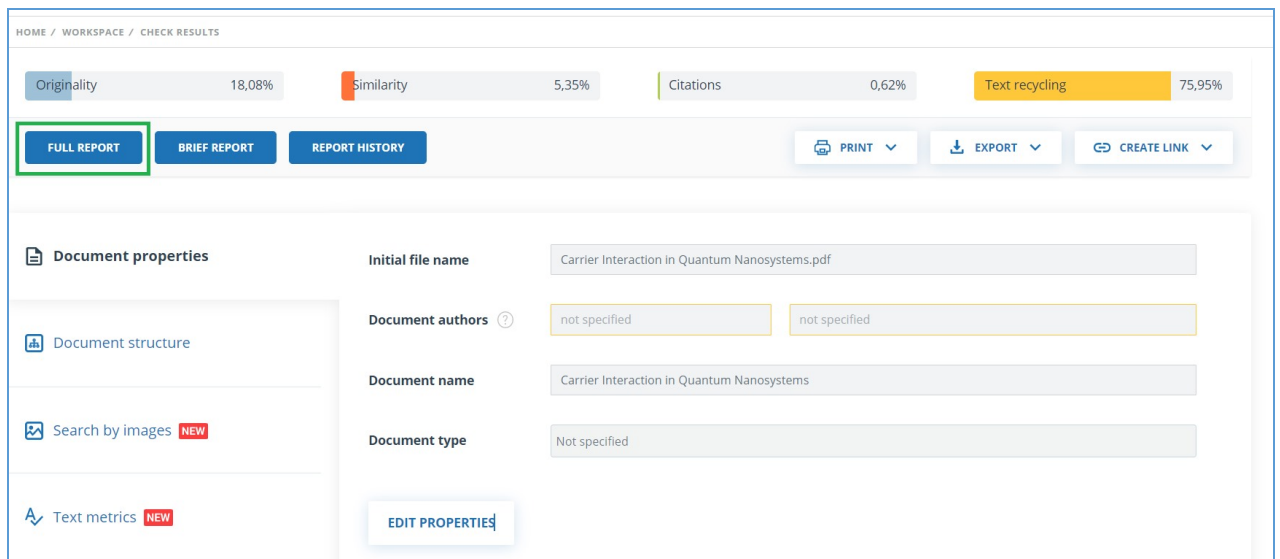 HOME / WORKSPACE / CHECK RESULTS
Originality 18,08% Similarity 5,35% Citations 0,62% Text recycling 75,95%
FULL REPORT BRIEF REPORT REPORT HISTORY PRINT EXPORT CREATE LINK
Document properties
Document structure
Search by images NEW
Text metrics NEW
Initial file name Carrier Interaction in Quantum Nanosystems.pdf
Document authors ? not specified not specified
Document name Carrier Interaction in Quantum Nanosystems
Document type Not specified
EDIT PROPERTIES